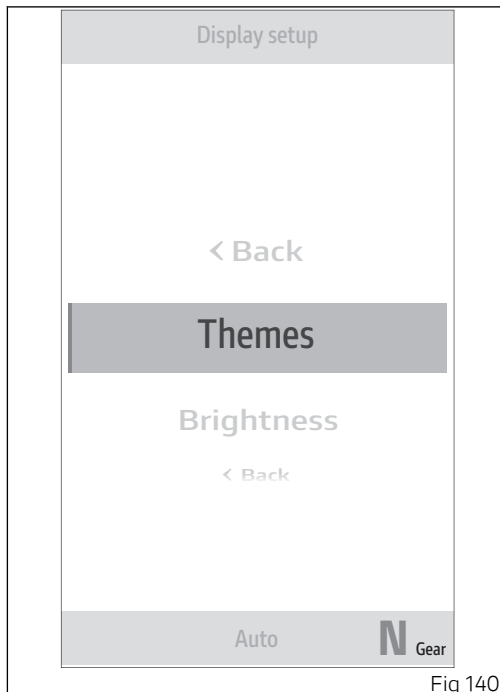 Display setup
< Back
Themes
Brightness
< Back
Auto
N Gear
Fig 140